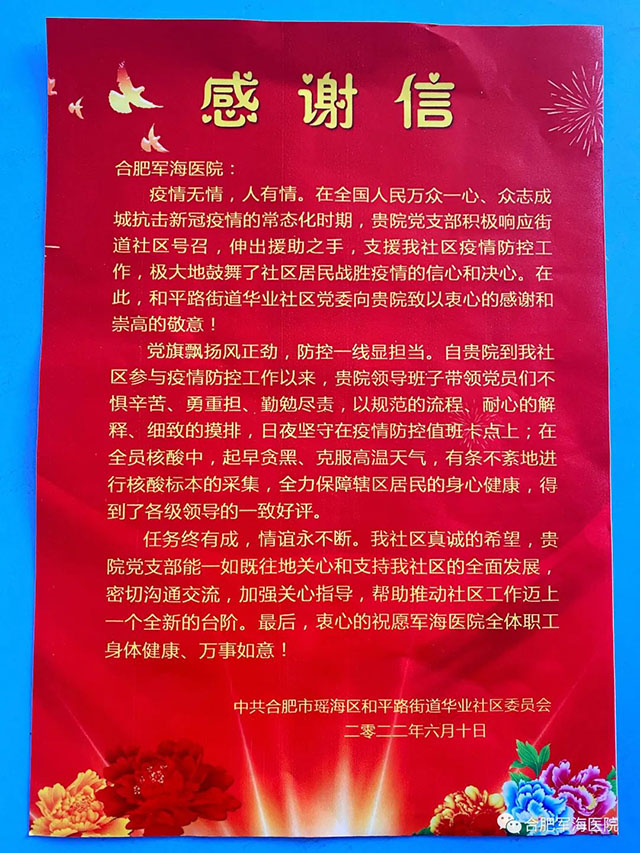 感谢信
合肥军海医院：
疫情无情，人有情。在全国人民万众一心、众志成
城抗击新冠疫情的常态化时期，贵院党支部积极响应街
道社区号召，伸出援助之手，支援我社区疫情防控工
作，极大地鼓舞了社区居民战胜疫情的信心和决心。在
此，和平路街道华业社区党委向贵院致以衷心的感谢和
崇高的敬意！
党旗飘扬风正劲，防控一线显担当。自贵院到我社
区参与疫情防控工作以来，贵院领导班子带领党员们不
惧辛苦、勇重担、勤勉尽责，以规范的流程、耐心的解
释、细致的摸排，日夜坚守在疫情防控值班卡点上；在
全员核酸中，起早贪黑、克服高温天气，有条不紊地进
行核酸标本的采集，全力保障辖区居民的身心健康，得
到了各级领导的一致好评。
任务终有成，情谊永不断。我社区真诚的希望，贵
院党支部能一如既往地关心和支持我社区的全面发展，
密切沟通交流，加强关心指导，帮助推动社区工作迈上
一个全新的台阶。最后，衷心的祝愿军海医院全体职工
身体健康、万事如意！
中共合肥市瑶海区和平路街道华业社区委员会
二零二二年六月十日
合肥军海医院